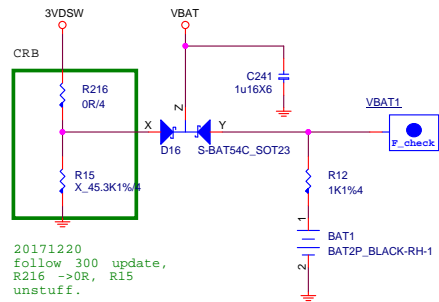 3VDSW
VBAT
CRB
R216
0R/4
C241
1u16X6
VBAT1
Z
X
Y
F_check
D16
S-BAT54C_SOT23
R15
X_45.3K1%/4
R12
1K1%4
1
BAT1
BAT2P_BLACK-RH-1
2
20171220
follow 300 update,
R216 ->0R, R15
unstuff.